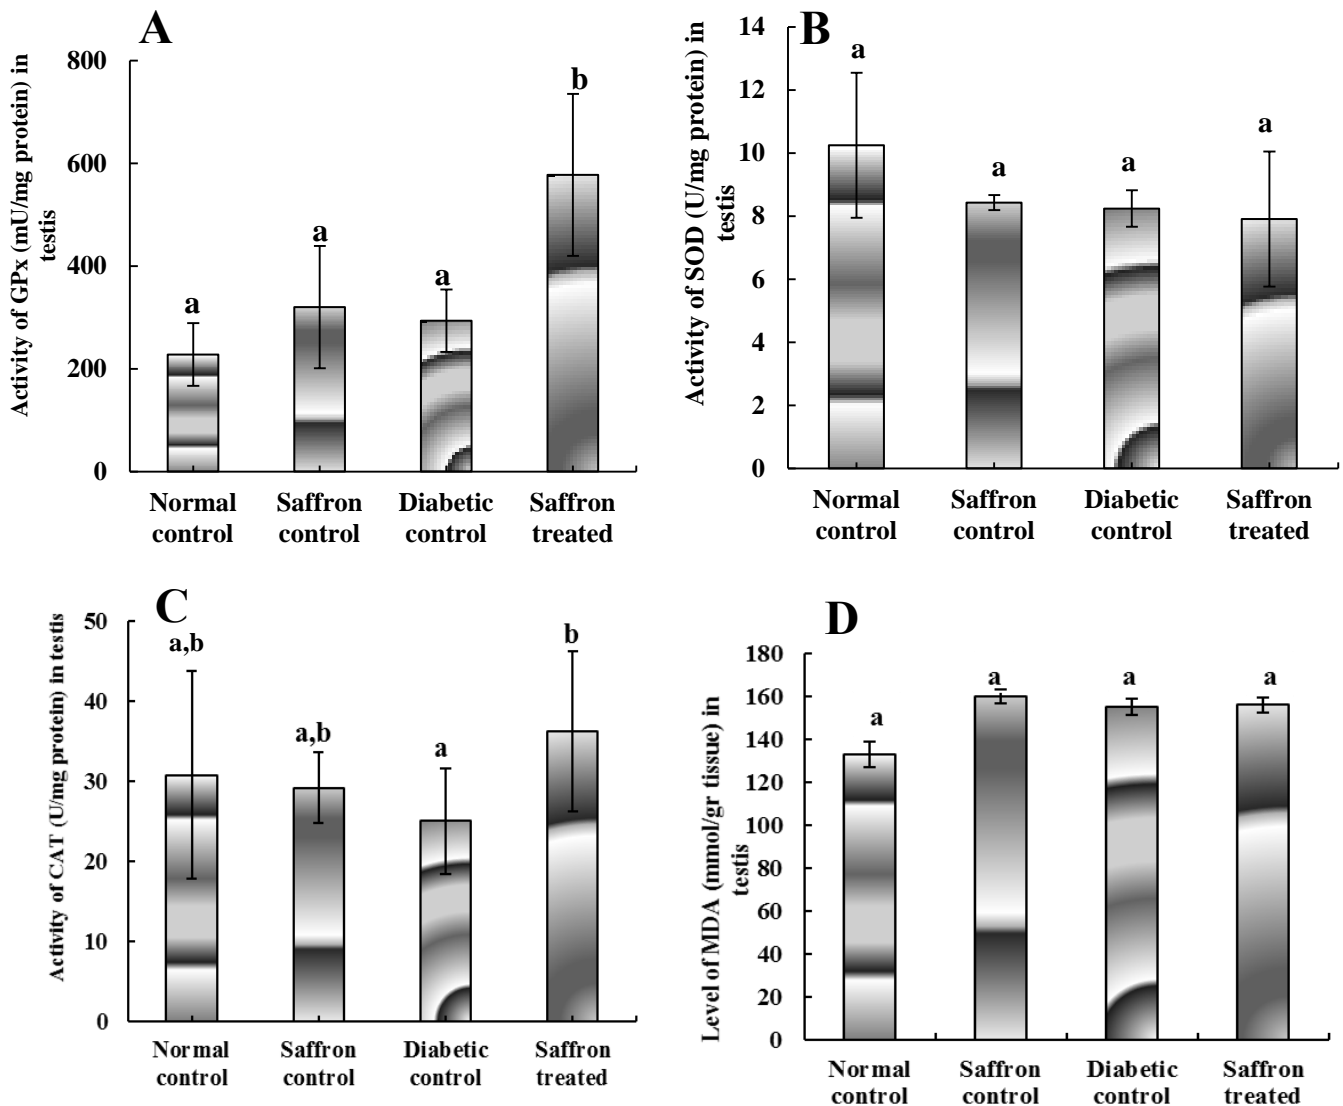 A
Activity of GPx (mU/mg protein) in
testis
800
600
400
200
0
a
a
a
b
Normal
control
Saffron
control
Diabetic
control
Saffron
treated
B
Activity of SOD (U/mg protein) in
testis
14
12
10
8
6
4
2
0
a
a
a
a
Normal
control
Saffron
control
Diabetic
control
Saffron
treated
C
Activity of CAT (U/mg protein) in testis
50
40
30
20
10
0
a,b
a,b
a
b
Normal
control
Saffron
control
Diabetic
control
Saffron
treated
D
Level of MDA (mmol/gr tissue) in
testis
180
160
140
120
100
80
60
40
20
0
a
a
a
a
Normal
control
Saffron
control
Diabetic
control
Saffron
treated